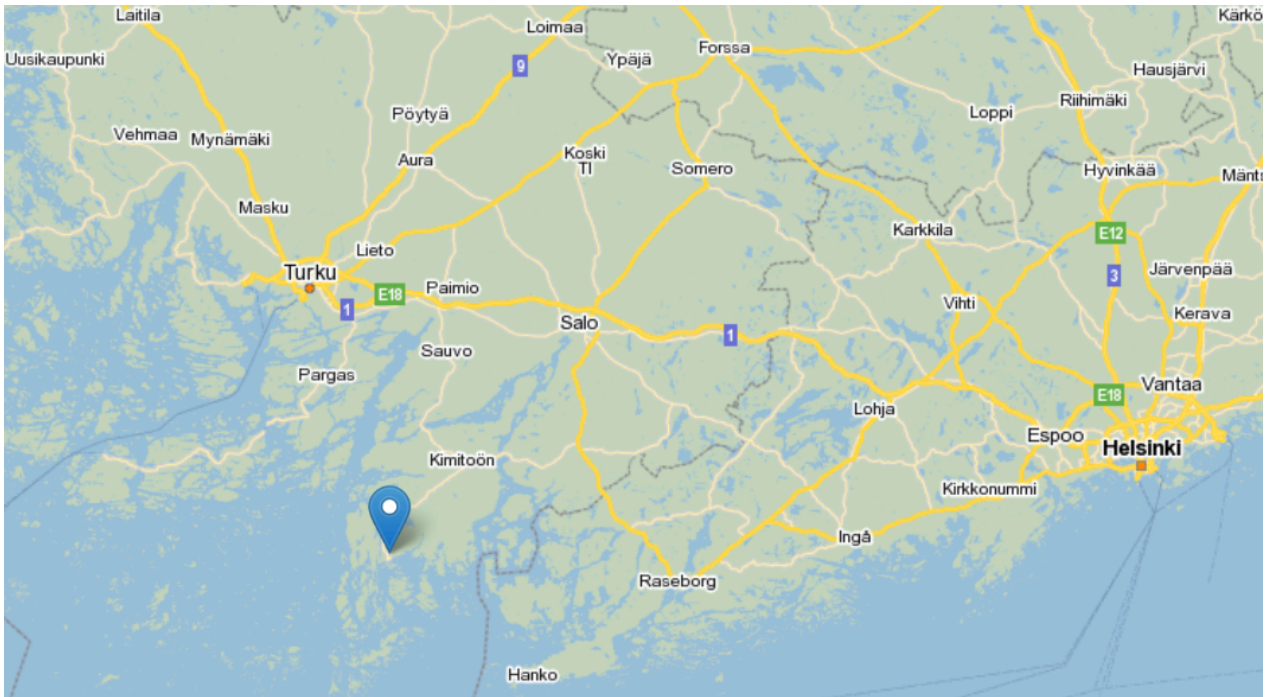 Laitila
Loimaa
Kärkö
Uusikaupunki
Ypäjä
Forssa
Hausjärvi
9
Riihimäki
Pöytyä
Loppi
Vehmaa
Mynämäki
Aura
Koski
Tl
Somero
Hyvinkää
Mänts
Masku
Karkkila
E12
Lieto
Turku
Järvenpää
3
Paimio
E18
Vihti
1
Kerava
Salo
1
Sauvo
Pargas
Vantaa
E18
Lohja
Espoo
Helsinki
Kimitoön
Kirkkonummi
Ingå
Raseborg
Hanko